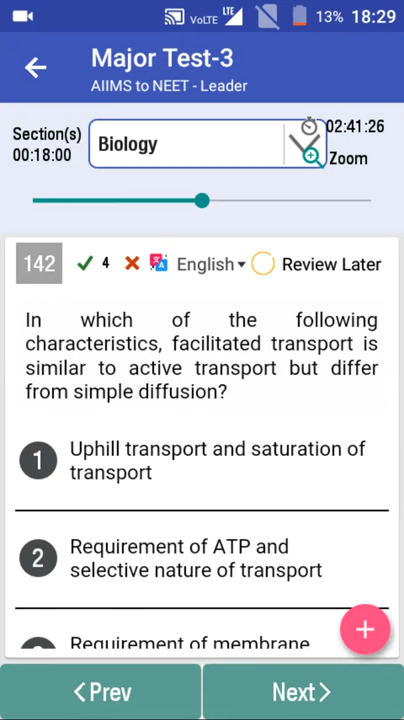 VoLTE LTE 13% 18:29
Major Test-3
AIIMS to NEET - Leader
Section(s)
00:18:00
Biology
02:41:26
Zoom
142 4 English Review Later
In which of the following
characteristics, facilitated transport is
similar to active transport but differ
from simple diffusion?
1 Uphill transport and saturation of
transport
2 Requirement of ATP and
selective nature of transport
Requirement of membrane
+
<Prev Next>